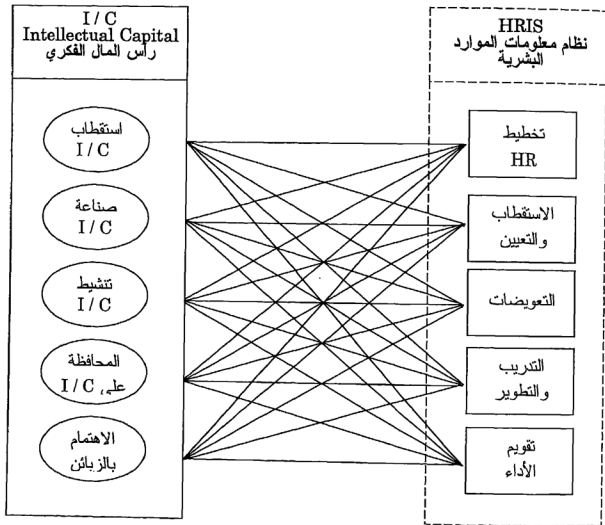 I / C
Intellectual Capital
رأس المال الفكري
استقطاب
I / C
صناعة
I / C
تنشيط
I / C
المحافظة
على I / C
الاهتمام
بالزبائن
HRIS
نظام معلومات الموارد
البشرية
تخطيط
HR
الاستقطاب
والتعيين
التعويضات
التدريب
والتطوير
تقويم
الأداء